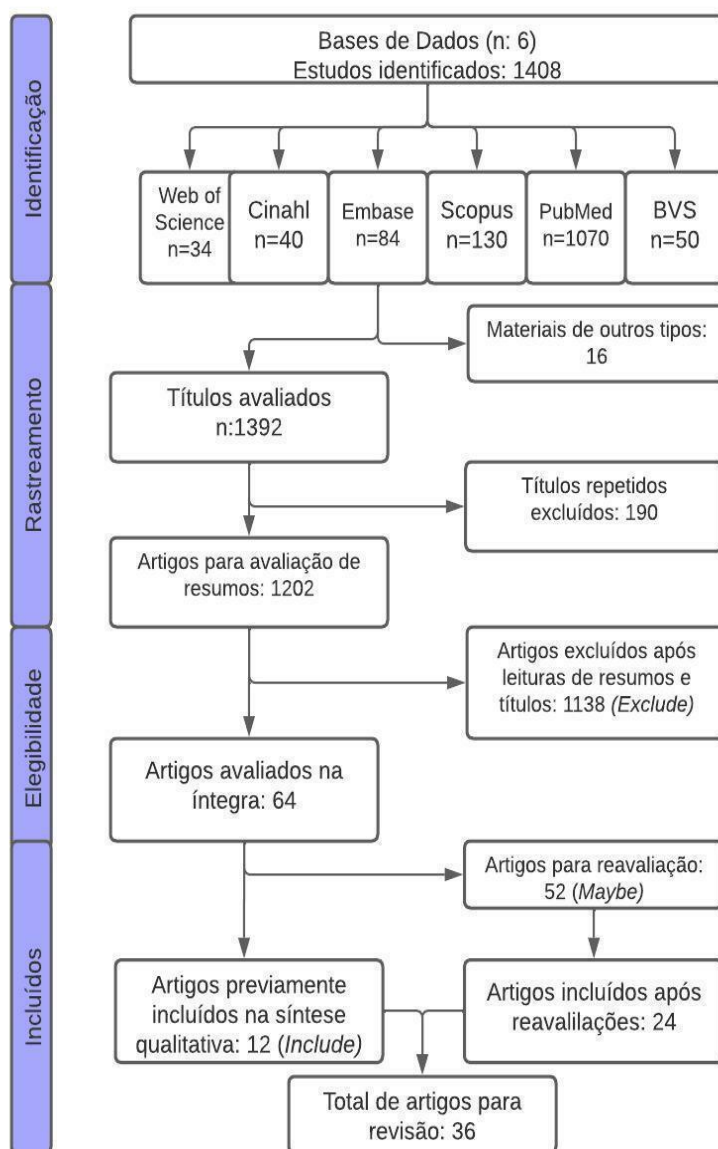 Identificação
Bases de Dados (n: 6)
Estudos identificados: 1408
Web of
Science
n=34
Cinahl
n=40
Embase
n=84
Scopus
n=130
PubMed
n=1070
BVS
n=50
Rastreamento
Materiais de outros tipos:
16
Títulos avaliados
n:1392
Títulos repetidos
excluídos: 190
Artigos para avaliação de
resumos: 1202
Elegibilidade
Artigos excluídos após
leituras de resumos e
títulos: 1138 (Exclude)
Artigos avaliados na
íntegra: 64
Incluídos
Artigos para reavaliação:
52 (Maybe)
Artigos previamente
incluídos na síntese
qualitativa: 12 (Include)
Artigos incluídos após
reavalilações: 24
Total de artigos para
revisão: 36